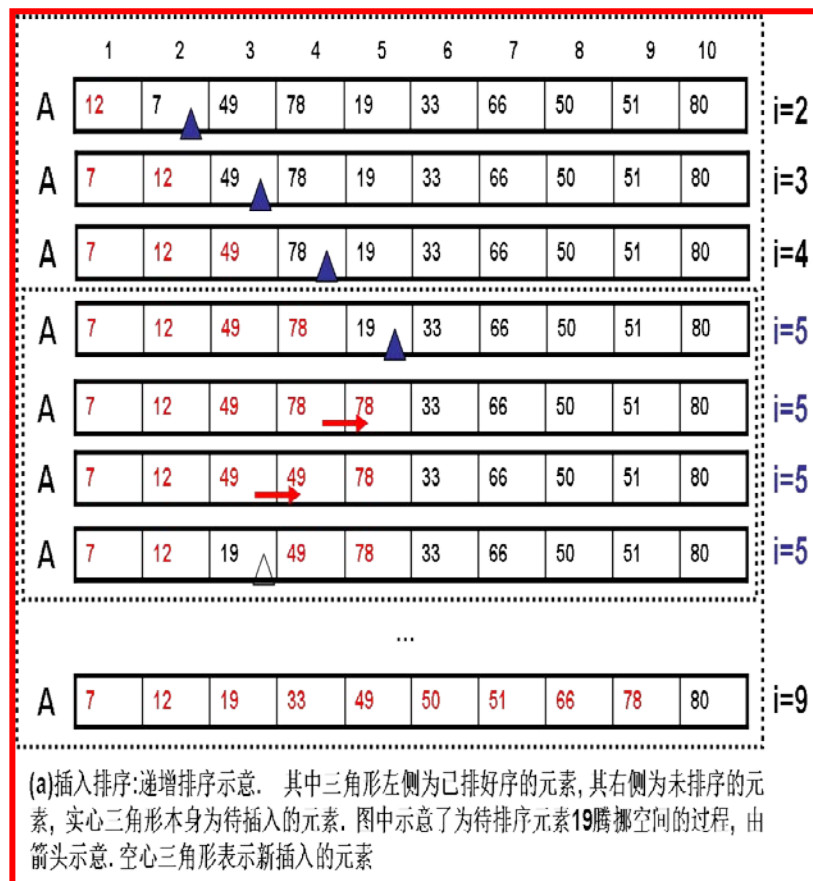 1 2 3 4 5 6 7 8 9 10
A 12 7 49 78 19 33 66 50 51 80 i=2
A 7 12 49 78 19 33 66 50 51 80 i=3
A 7 12 49 78 19 33 66 50 51 80 i=4
A 7 12 49 78 19 33 66 50 51 80 i=5
A 7 12 49 78 78 33 66 50 51 80 i=5
A 7 12 49 49 78 33 66 50 51 80 i=5
A 7 12 19 49 78 33 66 50 51 80 i=5
...
A 7 12 19 33 49 50 51 66 78 80 i=9
(a)插入排序:递增排序示意. 其中三角形左侧为已排好序的元素, 其右侧为未排序的元
素, 实心三角形本身为待插入的元素. 图中示意了为待排序元素19腾挪空间的过程, 由
箭头示意. 空心三角形表示新插入的元素